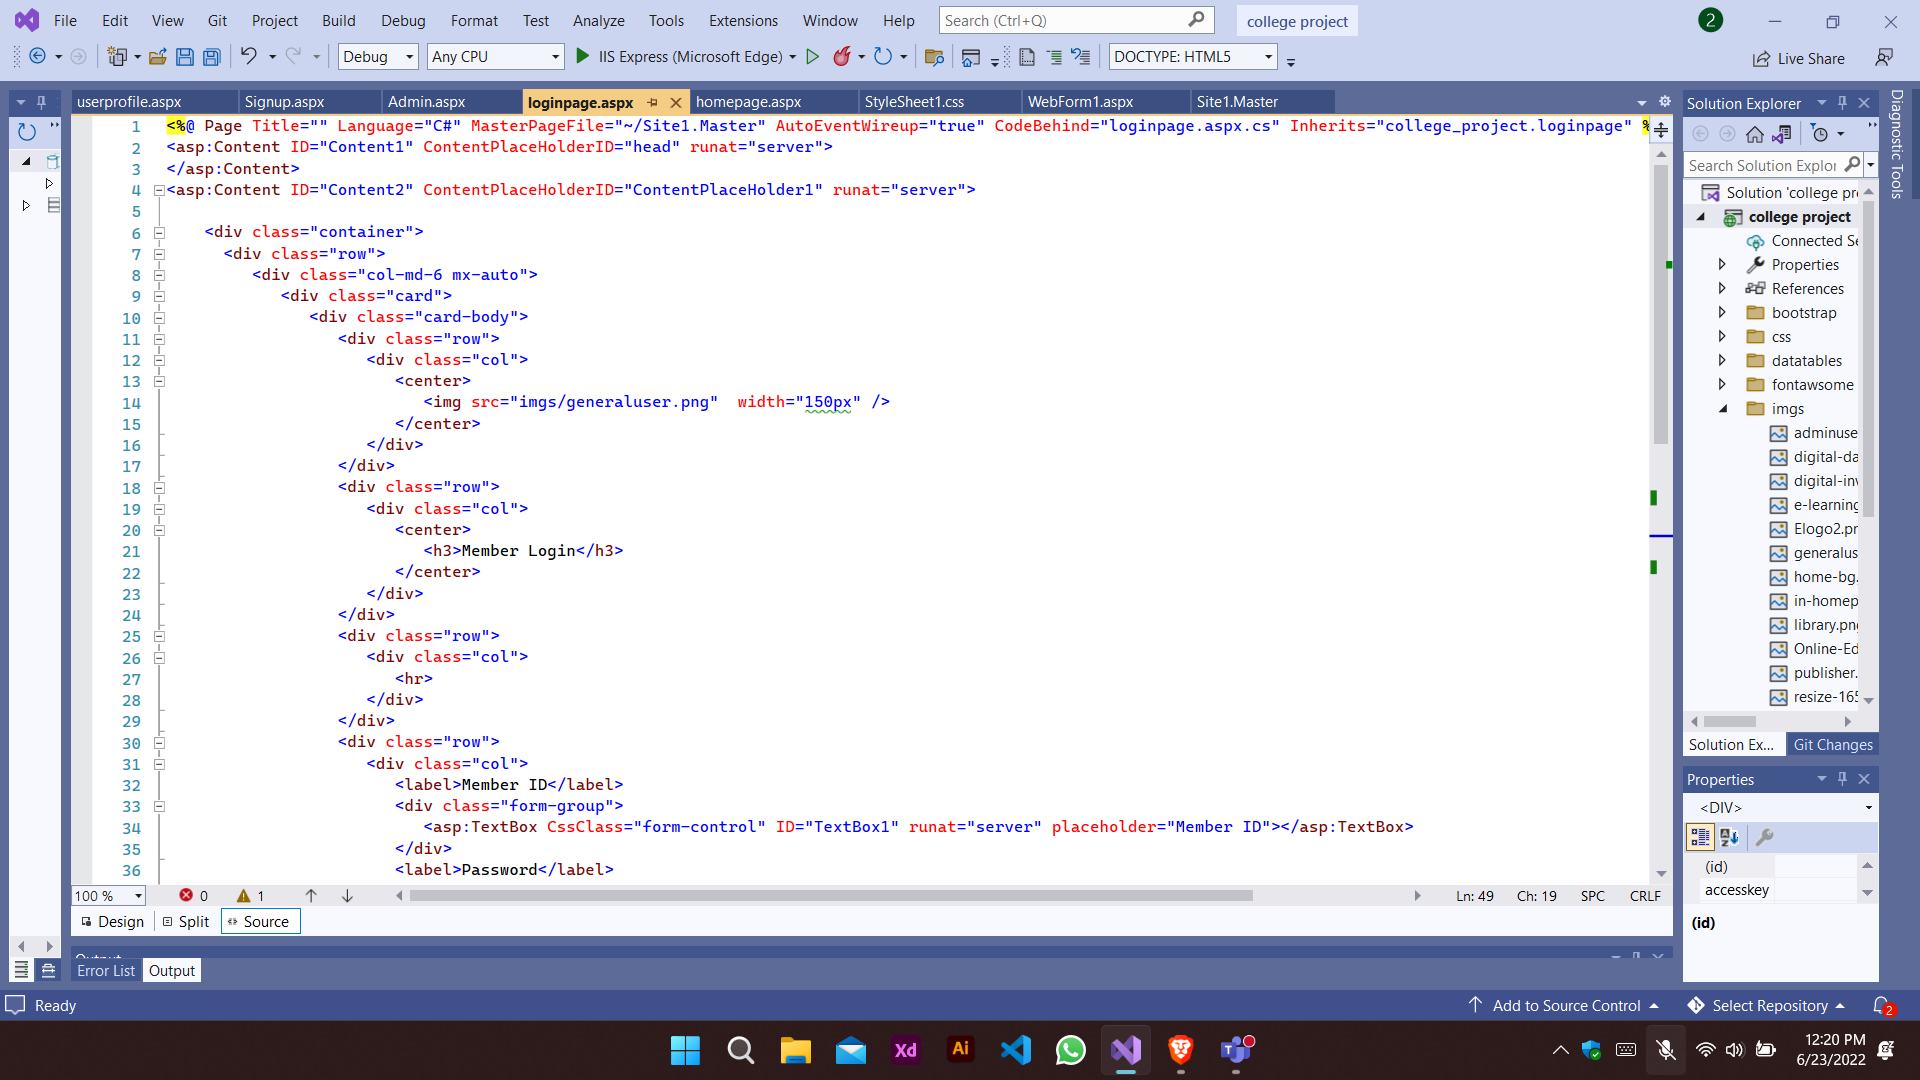 File Edit View Git Project Build Debug Format Test Analyze Tools Extensions Window Help Search (Ctrl+Q) college project 2
Debug Any CPU IIS Express (Microsoft Edge) DOCTYPE: HTML5 Live Share
userprofile.aspx Signup.aspx Admin.aspx loginpage.aspx homepage.aspx StyleSheet1.css WebForm1.aspx Site1.Master
1 <%@ Page Title="" Language="C#" MasterPageFile="~/Site1.Master" AutoEventWireup="true" CodeBehind="loginpage.aspx.cs" Inherits="college_project.loginpage" %
2 <asp:Content ID="Content1" ContentPlaceHolderID="head" runat="server">
3 </asp:Content>
4 <asp:Content ID="Content2" ContentPlaceHolderID="ContentPlaceHolder1" runat="server">
5
6 <div class="container">
7 <div class="row">
8 <div class="col-md-6 mx-auto">
9 <div class="card">
10 <div class="card-body">
11 <div class="row">
12 <div class="col">
13 <center>
14 <img src="imgs/generaluser.png"  width="150px" />
15 </center>
16 </div>
17 </div>
18 <div class="row">
19 <div class="col">
20 <center>
21 <h3>Member Login</h3>
22 </center>
23 </div>
24 </div>
25 <div class="row">
26 <div class="col">
27 <hr>
28 </div>
29 </div>
30 <div class="row">
31 <div class="col">
32 <label>Member ID</label>
33 <div class="form-group">
34 <asp:TextBox CssClass="form-control" ID="TextBox1" runat="server" placeholder="Member ID"></asp:TextBox>
35 </div>
36 <label>Password</label>
100 % 0 1 Ln: 49 Ch: 19 SPC CRLF
Design Split Source
Error List Output
Solution Explorer
Search Solution Explor
Solution 'college pr
college project
Connected Se
Properties
References
bootstrap
css
datatables
fontawsome
imgs
adminuse
digital-da
digital-inv
e-learning
Elogo2.pr
generalus
home-bg.
in-homep
library.pn
Online-Ed
publisher.
resize-165
Solution Ex... Git Changes
Properties
<DIV>
(id)
accesskey
(id)
Diagnostic Tools
Ready Add to Source Control Select Repository 2
Xd Ai
12:20 PM
6/23/2022